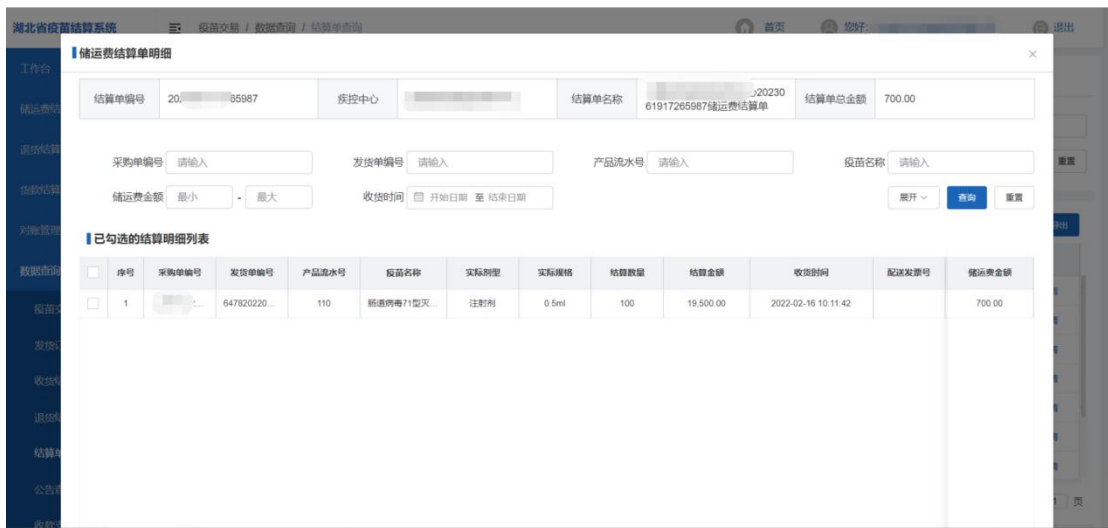 湖北省疫苗结算系统
疫苗交易 / 数据查询 / 结算单查询
首页
您好:
退出
储运费结算单明细
×
工作台
储运费结
退货结算
货款结算
对账管理
数据查询
疫苗交
发货订
收货结
退货结
结算单
公告查
收款
结算单编号 20 65987 疾控中心 结算单名称 20230
61917265987储运费结算单
结算单总金额 700.00
采购单编号 请输入 发货单编号 请输入 产品流水号 请输入 疫苗名称 请输入
储运费金额 最小 - 最大 收货时间 开始日期 至 结束日期 展开 查询 重置
重置
导出
已勾选的结算明细列表
序号 采购单编号 发货单编号 产品流水号 疫苗名称 实际剂型 实际规格 结算数量 结算金额 收货时间 配送发票号 储运费金额
1 ... 647820220... 110 肠道病毒71型灭... 注射剂 0.5ml 100 19,500.00 2022-02-16 10:11:42 700.00
1 页